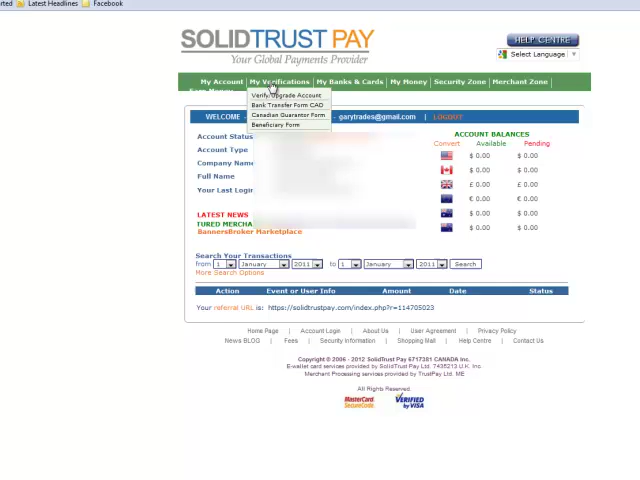 rted Latest Headlines Facebook
SOLIDTRUST PAY
Your Global Payments Provider
HELP CENTRE
Select Language
My Account My Verifications My Banks & Cards My Money Security Zone Merchant Zone
Earn Money
Verify/Upgrade Account
Bank Transfer Form CAD
Canadian Guarantor Form
Beneficiary Form
WELCOME - - garytrades@gmail.com | LOGOUT
Account Status
Account Type
Company Name
Full Name
Your Last Login
ACCOUNT BALANCES
Convert Available Pending
$ 0.00 $ 0.00
$ 0.00 $ 0.00
£ 0.00 £ 0.00
€ 0.00 € 0.00
$ 0.00 $ 0.00
$ 0.00 $ 0.00
LATEST NEWS
TURED MERCHA
BannersBroker Marketplace
Search Your Transactions
from 1 January 2011 to 1 January 2011 Search
More Search Options
Action Event or User Info Amount Date Status
Your referral URL is: https://solidtrustpay.com/index.php?r=114705023
Home Page | Account Login | About Us | User Agreement | Privacy Policy
News BLOG | Fees | Security Information | Shopping Mall | Help Centre | Contact Us
Copyright © 2006 - 2012 SolidTrust Pay 6717381 CANADA Inc.
E-wallet card services provided by SolidTrust Pay Ltd. 7435213 U.K. Inc
Merchant Processing services provided by TrustPay Ltd. ME
All Rights Reserved.
MasterCard SecureCode. VERIFIED by VISA